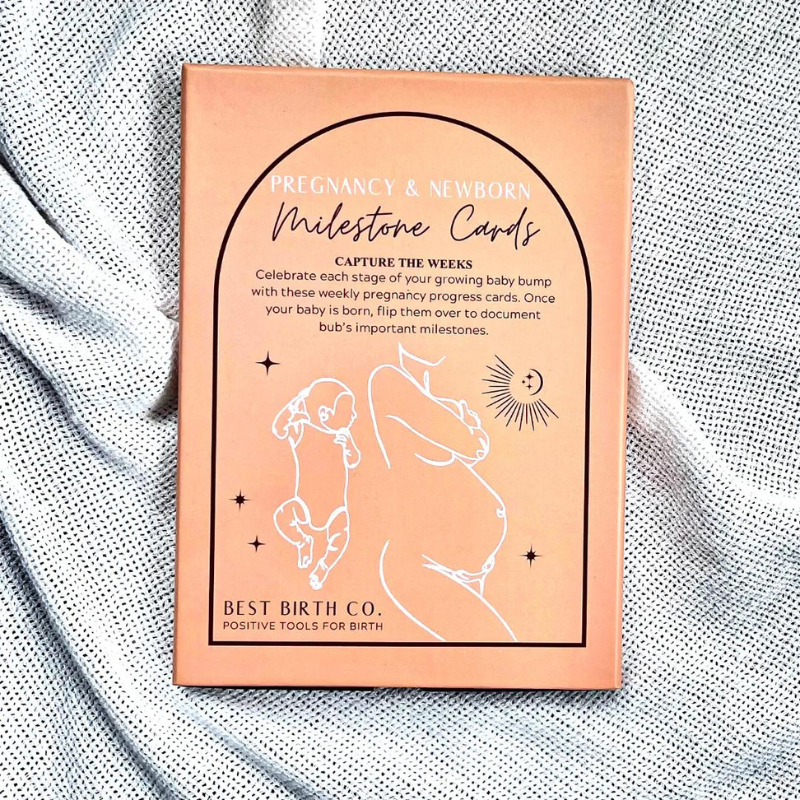 PREGNANCY & NEWBORN
Milestone Cards
CAPTURE THE WEEKS
Celebrate each stage of your growing baby bump
with these weekly pregnancy progress cards. Once
your baby is born, flip them over to document
bub's important milestones.
BEST BIRTH CO.
POSITIVE TOOLS FOR BIRTH